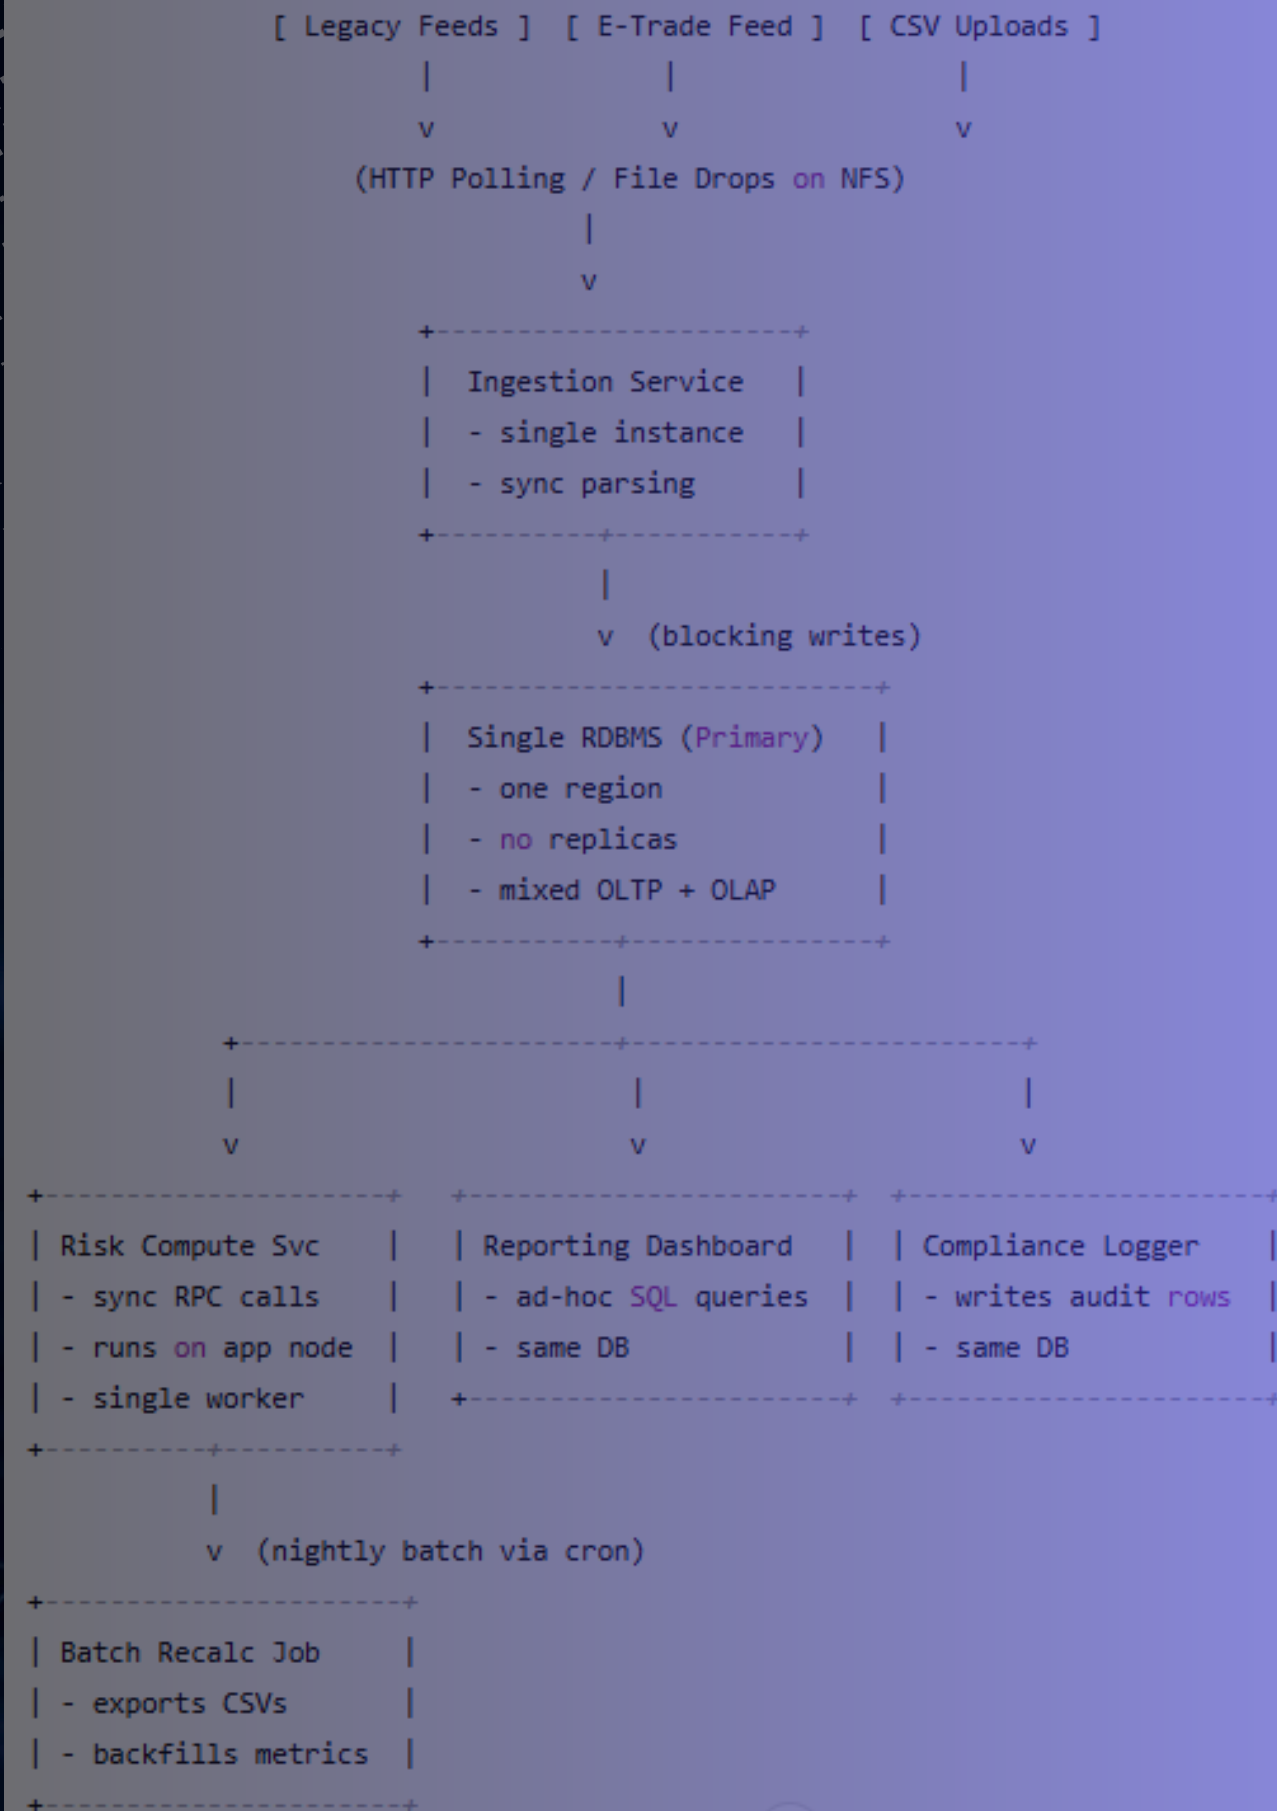 [ Legacy Feeds ]  [ E-Trade Feed ]  [ CSV Uploads ]
|              |                 |
v              v                 v
(HTTP Polling / File Drops on NFS)
|
v
+----------------------+
|  Ingestion Service   |
|  - single instance   |
|  - sync parsing      |
+----------+-----------+
|
v  (blocking writes)
+---------------------------+
|  Single RDBMS (Primary)   |
|  - one region             |
|  - no replicas            |
|  - mixed OLTP + OLAP      |
+-----------+---------------+
|
+-----------------------+------------------------+
|                        |                       |
v                        v                       v
+---------------------+   +-----------------------+  +----------------------+
| Risk Compute Svc    |   | Reporting Dashboard   |  | Compliance Logger    |
| - sync RPC calls    |   | - ad-hoc SQL queries  |  | - writes audit rows  |
| - runs on app node  |   | - same DB             |  | - same DB            |
| - single worker     |   +-----------------------+  +----------------------+
+----------+----------+
|
v  (nightly batch via cron)
+----------------------+
| Batch Recalc Job     |
| - exports CSVs       |
| - backfills metrics  |
+----------------------+